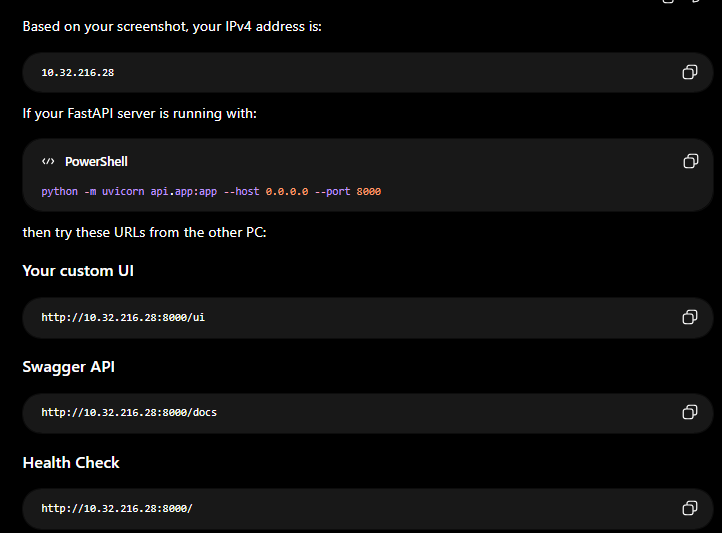 Based on your screenshot, your IPv4 address is:
10.32.216.28
If your FastAPI server is running with:
PowerShell
python -m uvicorn api.app:app --host 0.0.0.0 --port 8000
then try these URLs from the other PC:
Your custom UI
http://10.32.216.28:8000/ui
Swagger API
http://10.32.216.28:8000/docs
Health Check
http://10.32.216.28:8000/